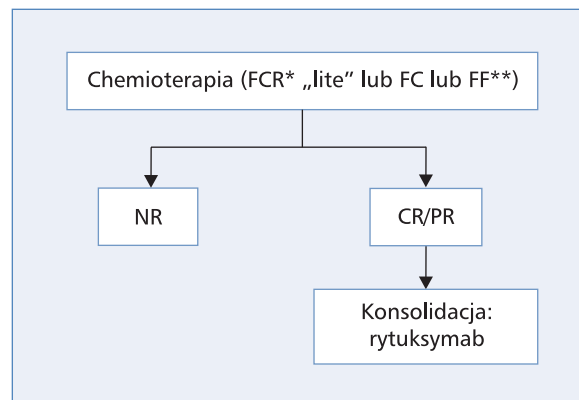 Chemioterapia (FCR* „lite” lub FC lub FF**)
NR
CR/PR
Konsolidacja:
rytuksymab